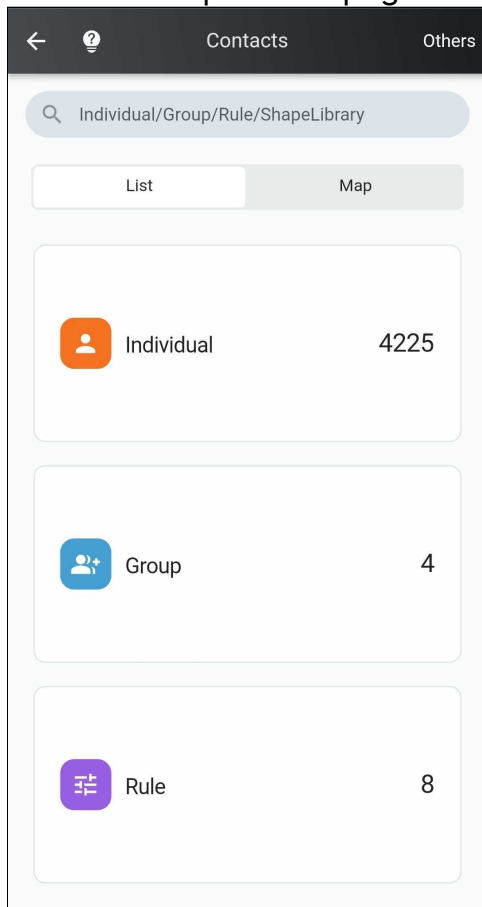 Contacts
Others
Individual/Group/Rule/ShapeLibrary
List
Map
Individual
4225
Group
4
Rule
8